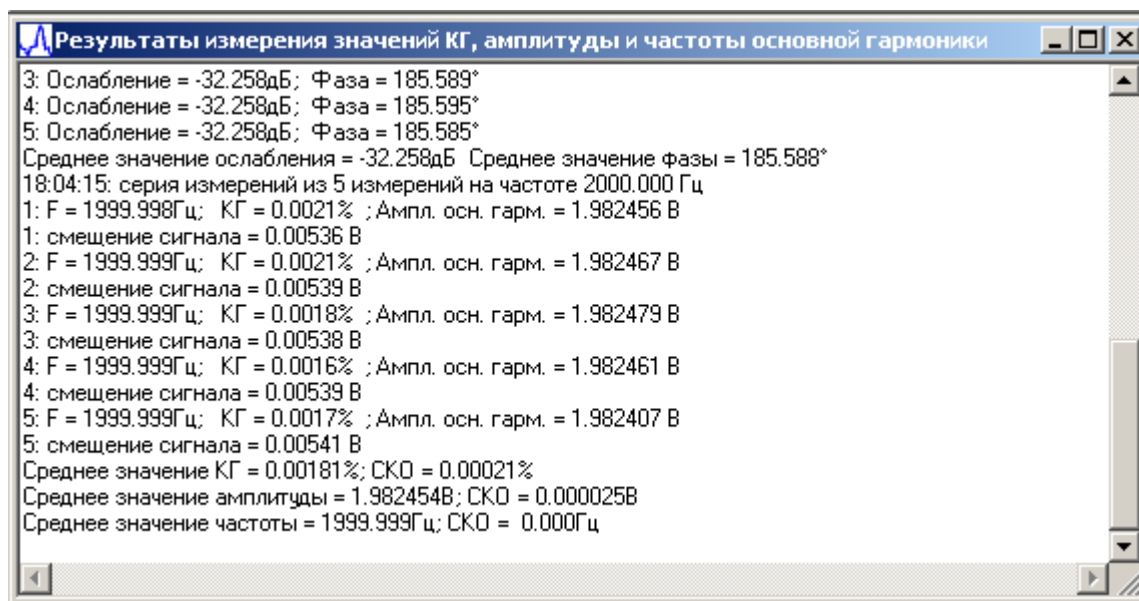 Результаты измерения значений КГ, амплитуды и частоты основной гармоники
3: Ослабление = -32.258дБ;  Фаза = 185.589°
4: Ослабление = -32.258дБ;  Фаза = 185.595°
5: Ослабление = -32.258дБ;  Фаза = 185.585°
Среднее значение ослабления = -32.258дБ  Среднее значение фазы = 185.588°
18:04:15: серия измерений из 5 измерений на частоте 2000.000 Гц
1: F = 1999.998Гц;   КГ = 0.0021%  ; Ампл. осн. гарм. = 1.982456 В
1: смещение сигнала = 0.00536 В
2: F = 1999.999Гц;   КГ = 0.0021%  ; Ампл. осн. гарм. = 1.982467 В
2: смещение сигнала = 0.00539 В
3: F = 1999.999Гц;   КГ = 0.0018%  ; Ампл. осн. гарм. = 1.982479 В
3: смещение сигнала = 0.00538 В
4: F = 1999.999Гц;   КГ = 0.0016%  ; Ампл. осн. гарм. = 1.982461 В
4: смещение сигнала = 0.00539 В
5: F = 1999.999Гц;   КГ = 0.0017%  ; Ампл. осн. гарм. = 1.982407 В
5: смещение сигнала = 0.00541 В
Среднее значение КГ = 0.00181%; СКО = 0.00021%
Среднее значение амплитуды = 1.982454В; СКО = 0.000025В
Среднее значение частоты = 1999.999Гц; СКО =  0.000Гц